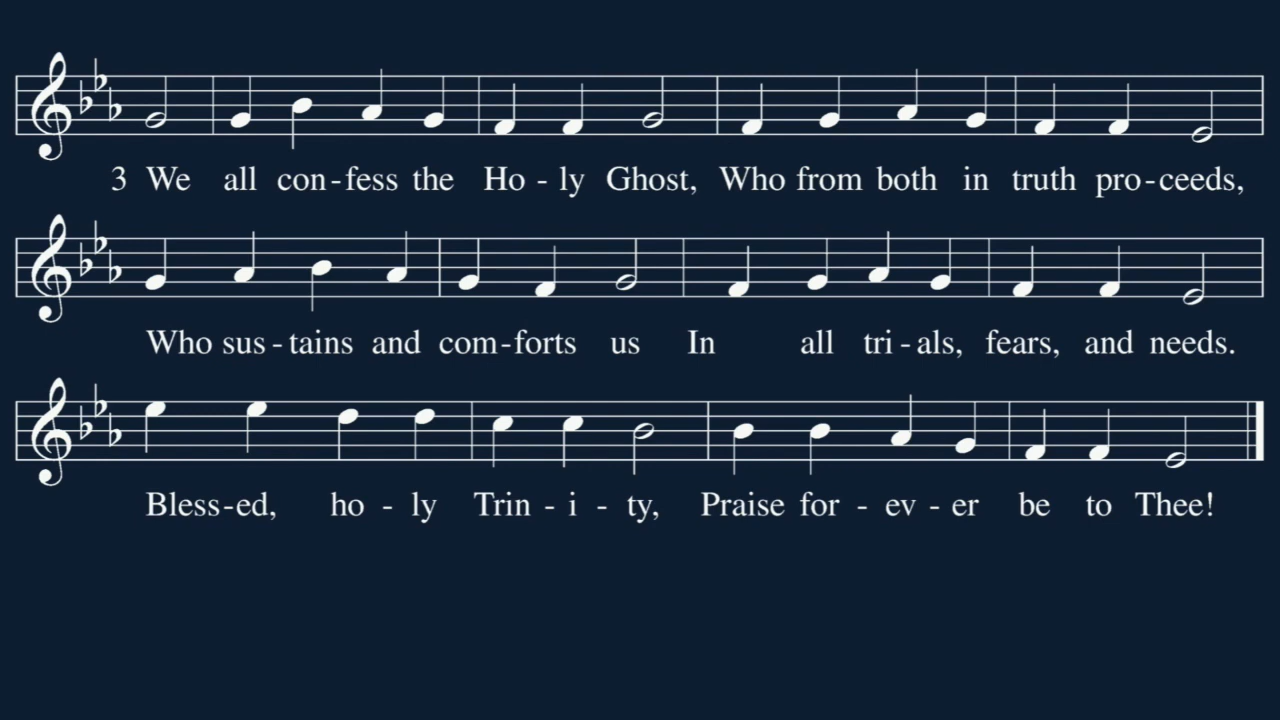 3 We all con-fess the Ho - ly Ghost, Who from both in truth pro-ceeds,
Who sus - tains and com-forts us In all tri - als, fears, and needs.
Bless-ed, ho - ly Trin - i - ty, Praise for - ev - er be to Thee!